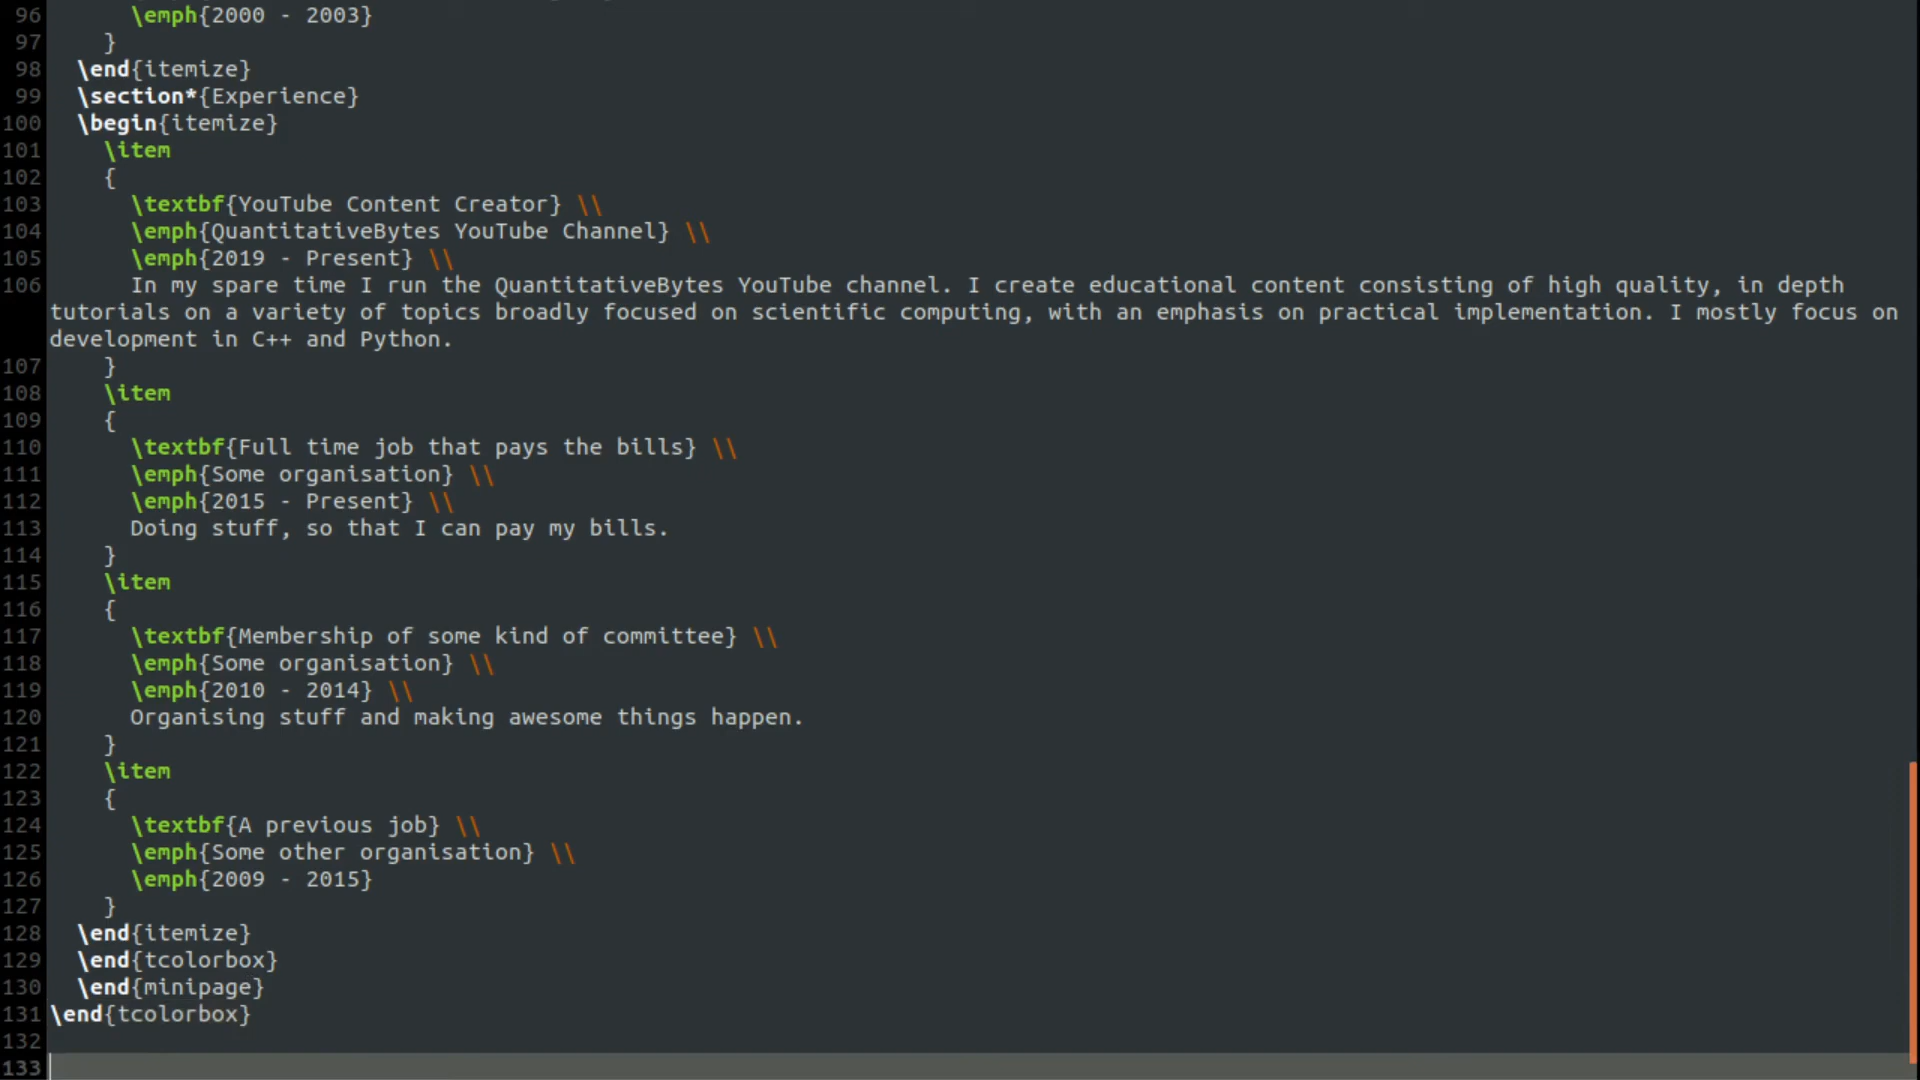 96 \emph{2000 - 2003}
97 }
98 \end{itemize}
99 \section*{Experience}
100 \begin{itemize}
101 \item
102 {
103 \textbf{YouTube Content Creator} \\
104 \emph{QuantitativeBytes YouTube Channel} \\
105 \emph{2019 - Present} \\
106 In my spare time I run the QuantitativeBytes YouTube channel. I create educational content consisting of high quality, in depth
tutorials on a variety of topics broadly focused on scientific computing, with an emphasis on practical implementation. I mostly focus on
development in C++ and Python.
107 }
108 \item
109 {
110 \textbf{Full time job that pays the bills} \\
111 \emph{Some organisation} \\
112 \emph{2015 - Present} \\
113 Doing stuff, so that I can pay my bills.
114 }
115 \item
116 {
117 \textbf{Membership of some kind of committee} \\
118 \emph{Some organisation} \\
119 \emph{2010 - 2014} \\
120 Organising stuff and making awesome things happen.
121 }
122 \item
123 {
124 \textbf{A previous job} \\
125 \emph{Some other organisation} \\
126 \emph{2009 - 2015}
127 }
128 \end{itemize}
129 \end{tcolorbox}
130 \end{minipage}
131 \end{tcolorbox}
132
133